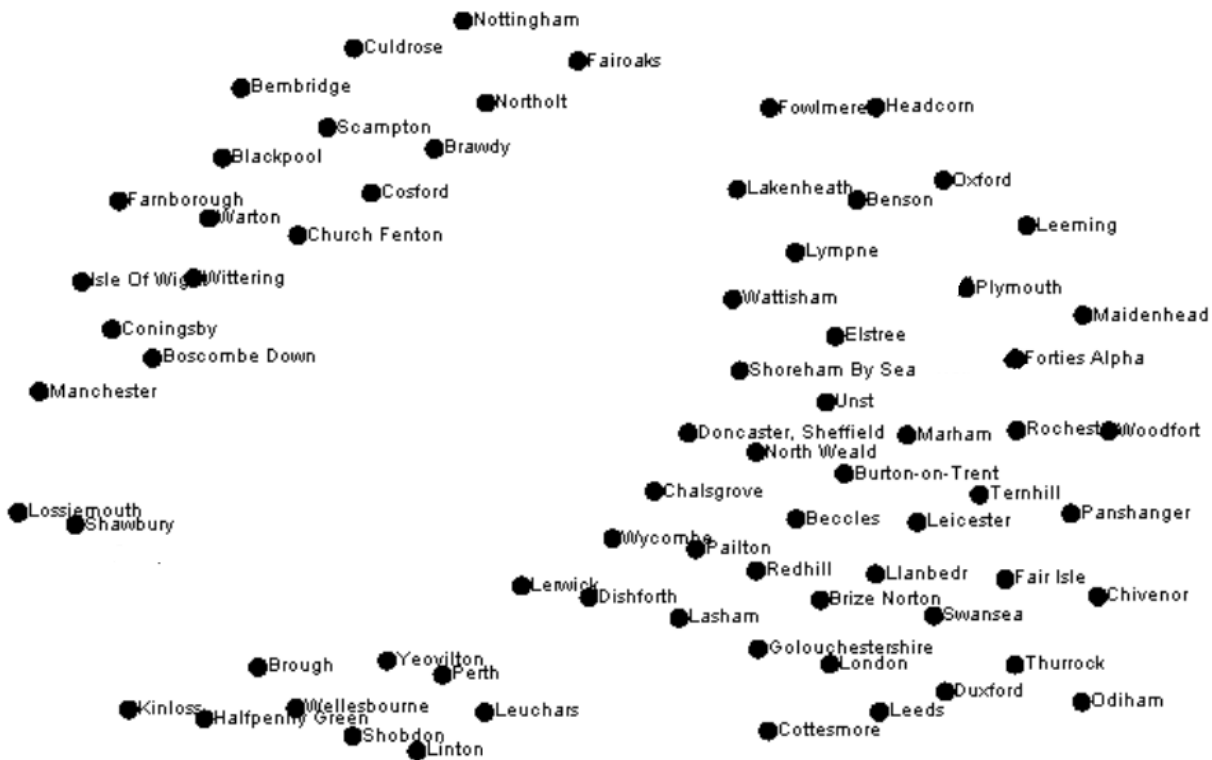 Nottingham
Culdrose
Fairoaks
Bembridge
Northolt
Fowlmere
Headcorn
Scampton
Brawdy
Blackpool
Oxford
Lakenheath
Cosford
Benson
Farnborough
Warton
Leeming
Church Fenton
Lympne
Isle Of Wight
Wittering
Plymouth
Wattisham
Maidenhead
Coningsby
Elstree
Boscombe Down
Forties Alpha
Shoreham By Sea
Manchester
Unst
Doncaster, Sheffield
Marham
Rochest
Woodfort
North Weald
Burton-on-Trent
Chalsgrove
Ternhill
Lossiemouth
Shawbury
Beccles
Leicester
Panshanger
Wycombe
Pailton
Redhill
Llanbedr
Fair Isle
Lerwick
Dishforth
Brize Norton
Chivenor
Lasham
Swansea
Golouchestershire
Brough
Yeovilton
London
Thurrock
Perth
Duxford
Odiham
Kinloss
Halfpenny Green
Wellesbourne
Leuchars
Leeds
Shobdon
Cottesmore
Linton